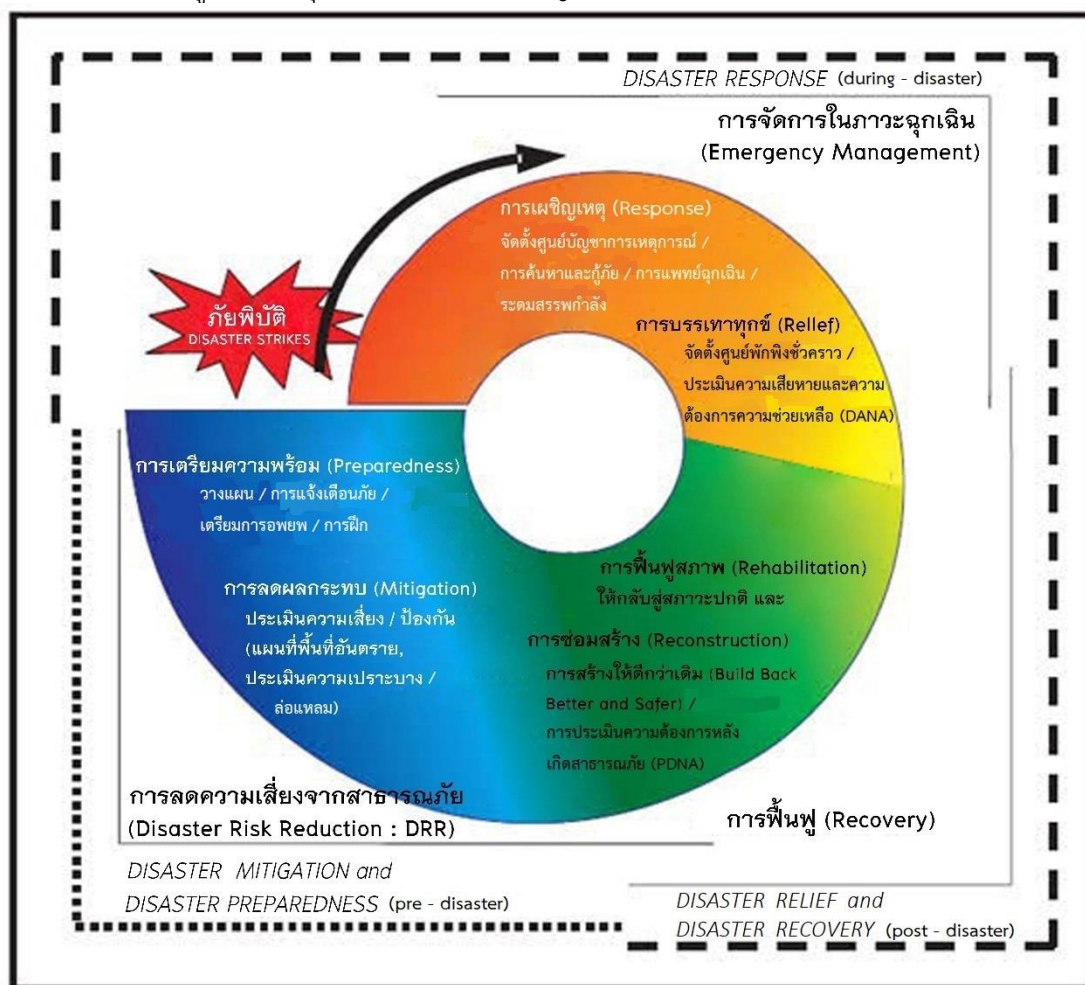 DISASTER RESPONSE (during - disaster)
การจัดการในภาวะฉุกเฉิน
(Emergency Management)
การเผชิญเหตุ (Response)
จัดตั้งศูนย์บัญชาการเหตุการณ์ /
การค้นหาและกู้ภัย / การแพทย์ฉุกเฉิน /
ระดมสรรพกำลัง
ภัยพิบัติ
DISASTER STRIKES
การบรรเทาทุกข์ (Rellef)
จัดตั้งศูนย์พักพิงชั่วคราว /
ประเมินความเสียหายและความ
ต้องการความช่วยเหลือ (DANA)
การเตรียมความพร้อม (Preparedness)
วางแผน / การแจ้งเตือนภัย /
เตรียมการอพยพ / การฝึก
การลดผลกระทบ (Mitigation)
ประเมินความเสี่ยง / ป้องกัน
(แผนที่พื้นที่อันตราย,
ประเมินความเปราะบาง /
ล่อแหลม)
การฟื้นฟูสภาพ (Rehabilitation)
ให้กลับสู่สภาวะปกติ และ
การซ่อมสร้าง (Reconstruction)
การสร้างให้ดีกว่าเดิม (Build Back
Better and Safer) /
การประเมินความต้องการหลัง
เกิดสาธารณภัย (PDNA)
การลดความเสี่ยงจากสาธารณภัย
(Disaster Risk Reduction : DRR)
การฟื้นฟู (Recovery)
DISASTER MITIGATION and
DISASTER PREPAREDNESS (pre - disaster)
DISASTER RELIEF and
DISASTER RECOVERY (post - disaster)